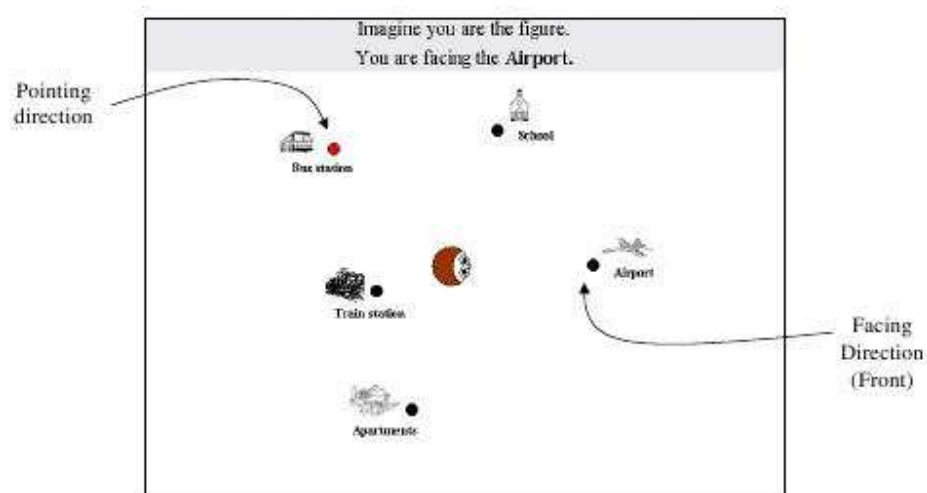 Imagine you are the figure.
You are facing the Airport.
Pointing
direction
School
Bus station
Airport
Train station
Facing
Direction
(Front)
Apartments